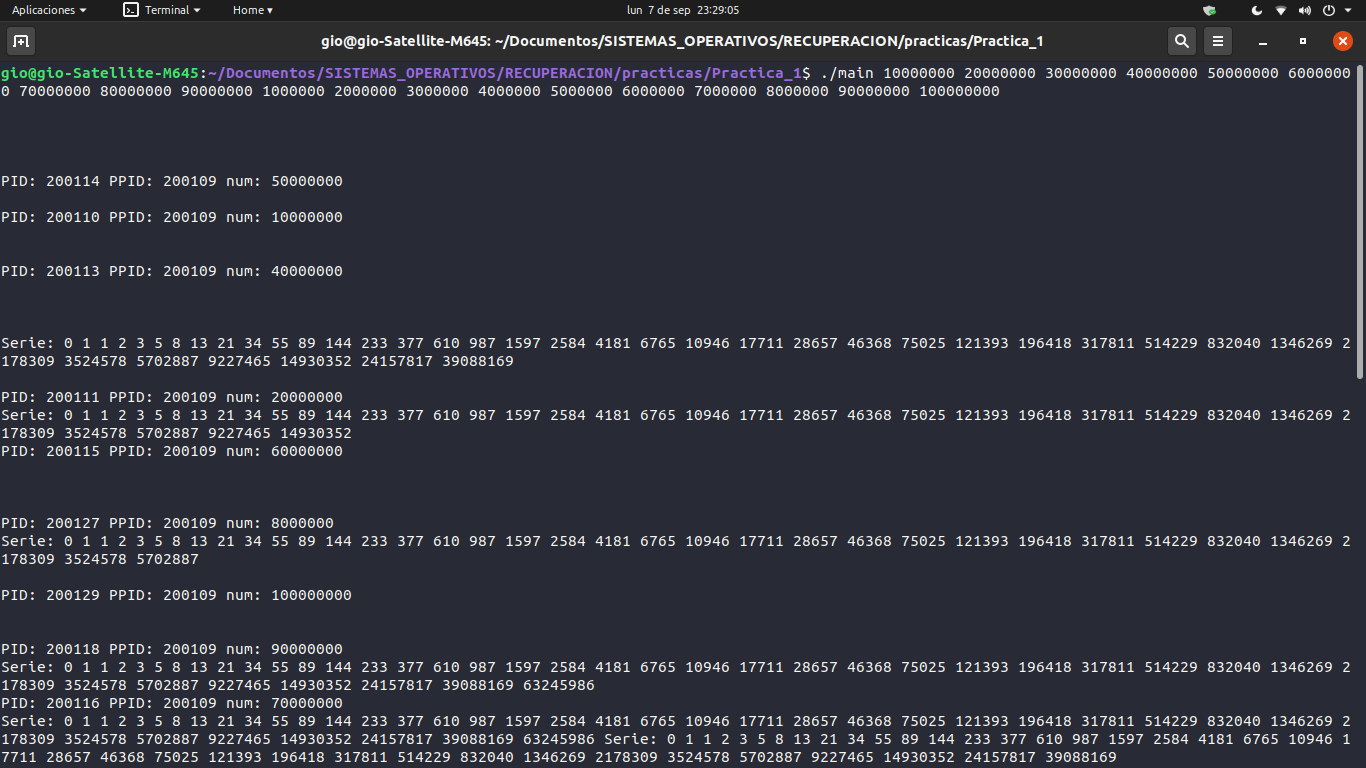 Aplicaciones Terminal Home lun 7 de sep 23:29:05
gio@gio-Satellite-M645: ~/Documentos/SISTEMAS_OPERATIVOS/RECUPERACION/practicas/Practica_1
gio@gio-Satellite-M645:~/Documentos/SISTEMAS_OPERATIVOS/RECUPERACION/practicas/Practica_1$ ./main 10000000 20000000 30000000 40000000 50000000 6000000
0 70000000 80000000 90000000 1000000 2000000 3000000 4000000 5000000 6000000 7000000 8000000 90000000 100000000
PID: 200114 PPID: 200109 num: 50000000
PID: 200110 PPID: 200109 num: 10000000
PID: 200113 PPID: 200109 num: 40000000
Serie: 0 1 1 2 3 5 8 13 21 34 55 89 144 233 377 610 987 1597 2584 4181 6765 10946 17711 28657 46368 75025 121393 196418 317811 514229 832040 1346269 2
178309 3524578 5702887 9227465 14930352 24157817 39088169
PID: 200111 PPID: 200109 num: 20000000
Serie: 0 1 1 2 3 5 8 13 21 34 55 89 144 233 377 610 987 1597 2584 4181 6765 10946 17711 28657 46368 75025 121393 196418 317811 514229 832040 1346269 2
178309 3524578 5702887 9227465 14930352
PID: 200115 PPID: 200109 num: 60000000
PID: 200127 PPID: 200109 num: 8000000
Serie: 0 1 1 2 3 5 8 13 21 34 55 89 144 233 377 610 987 1597 2584 4181 6765 10946 17711 28657 46368 75025 121393 196418 317811 514229 832040 1346269 2
178309 3524578 5702887
PID: 200129 PPID: 200109 num: 100000000
PID: 200118 PPID: 200109 num: 90000000
Serie: 0 1 1 2 3 5 8 13 21 34 55 89 144 233 377 610 987 1597 2584 4181 6765 10946 17711 28657 46368 75025 121393 196418 317811 514229 832040 1346269 2
178309 3524578 5702887 9227465 14930352 24157817 39088169 63245986
PID: 200116 PPID: 200109 num: 70000000
Serie: 0 1 1 2 3 5 8 13 21 34 55 89 144 233 377 610 987 1597 2584 4181 6765 10946 17711 28657 46368 75025 121393 196418 317811 514229 832040 1346269 2
178309 3524578 5702887 9227465 14930352 24157817 39088169 63245986 Serie: 0 1 1 2 3 5 8 13 21 34 55 89 144 233 377 610 987 1597 2584 4181 6765 10946 1
7711 28657 46368 75025 121393 196418 317811 514229 832040 1346269 2178309 3524578 5702887 9227465 14930352 24157817 39088169